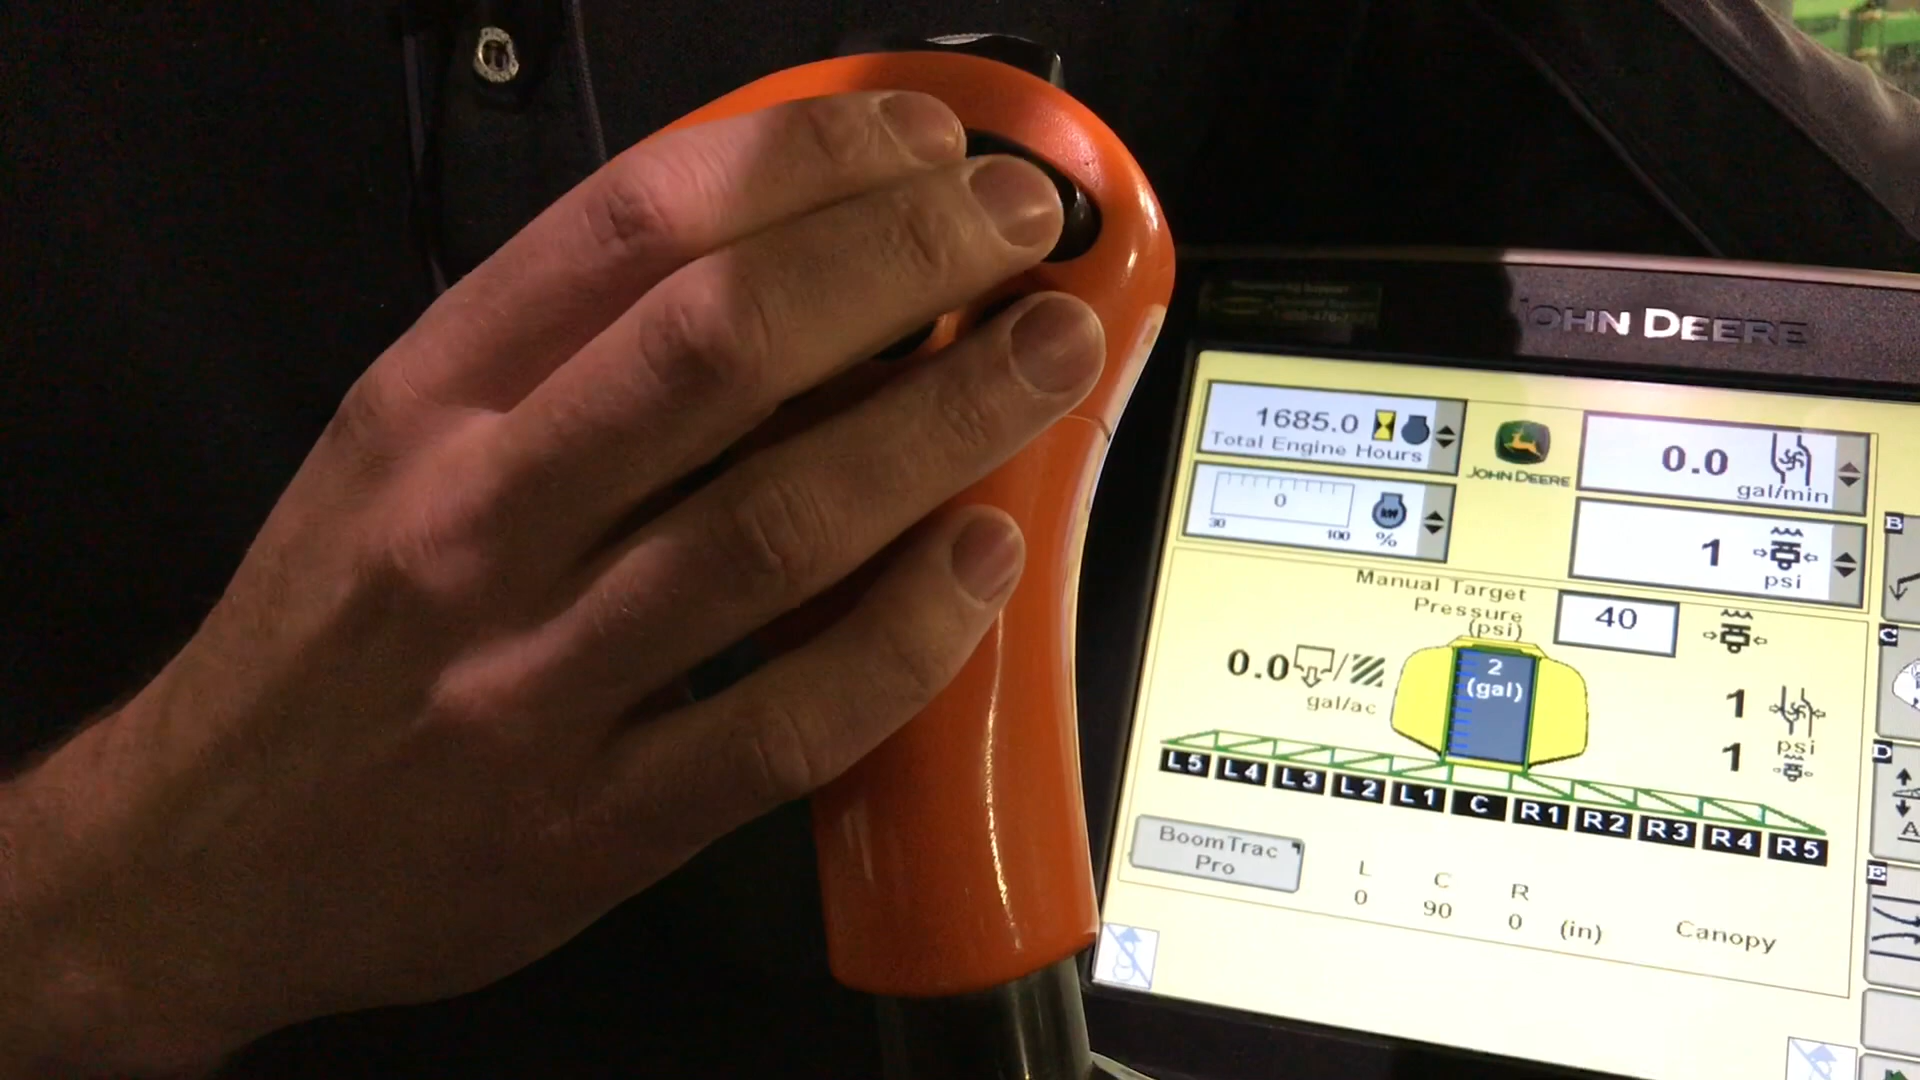 JOHN DEERE
1685.0
Total Engine Hours
JOHN DEERE
0.0
gal/min
0
30 100 %
1
psi
B
Manual Target
Pressure
(psi)
40
C
2
(gal)
0.0 /
gal/ac
1
psi
1
D
A
L5 L4 L3 L2 L1 C R1 R2 R3 R4 R5
BoomTrac
Pro
L C R
0 90 0 (in) Canopy
E